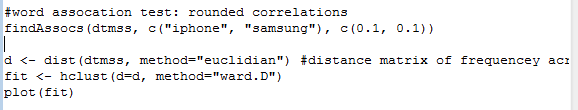 #word assocation test: rounded correlations
findAssocs(dtmss, c("iphone", "samsung"), c(0.1, 0.1))
d <- dist(dtmss, method="euclidian") #distance matrix of frequencey
fit <- hclust(d=d, method="ward.D")
plot(fit)